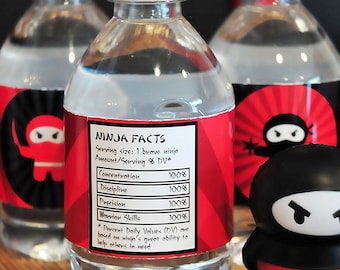 NINJA FACTS
Serving size: 1 brave ninja
Amount/Serving % DV*
Concentration 100%
Discipline 100%
Precision 100%
Warrior Skills 100%
* Percent Daily Values (DV) are
based on ninja's great ability to
help others in need